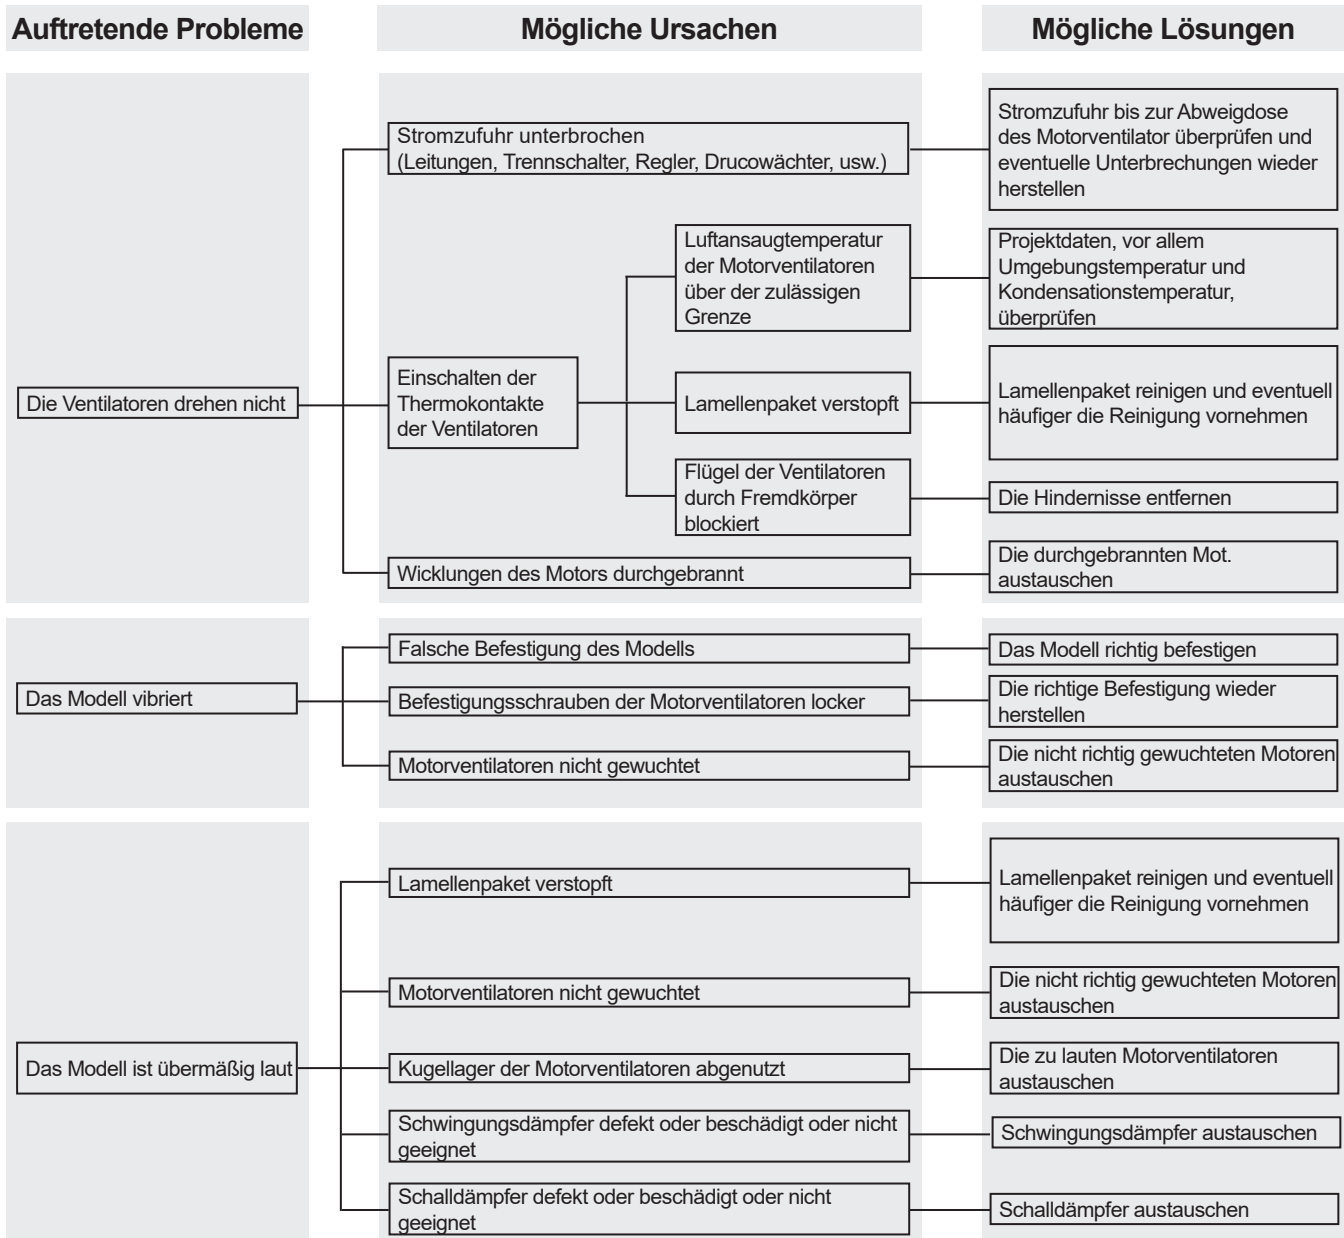 Auftretende Probleme
Mögliche Ursachen
Mögliche Lösungen
Die Ventilatoren drehen nicht
Stromzufuhr unterbrochen
(Leitungen, Trennschalter, Regler, Drucowächter, usw.)
Stromzufuhr bis zur Abweigdose
des Motorventilator überprüfen und
eventuelle Unterbrechungen wieder
herstellen
Einschalten der
Thermokontakte
der Ventilatoren
Luftansaugtemperatur
der Motorventilatoren
über der zulässigen
Grenze
Projektdaten, vor allem
Umgebungstemperatur und
Kondensationstemperatur,
überprüfen
Lamellenpaket verstopft
Lamellenpaket reinigen und eventuell
häufiger die Reinigung vornehmen
Flügel der Ventilatoren
durch Fremdkörper
blockiert
Die Hindernisse entfernen
Wicklungen des Motors durchgebrannt
Die durchgebrannten Mot.
austauschen
Das Modell vibriert
Falsche Befestigung des Modells
Das Modell richtig befestigen
Befestigungsschrauben der Motorventilatoren locker
Die richtige Befestigung wieder
herstellen
Motorventilatoren nicht gewuchtet
Die nicht richtig gewuchteten Motoren
austauschen
Das Modell ist übermäßig laut
Lamellenpaket verstopft
Lamellenpaket reinigen und eventuell
häufiger die Reinigung vornehmen
Motorventilatoren nicht gewuchtet
Die nicht richtig gewuchteten Motoren
austauschen
Kugellager der Motorventilatoren abgenutzt
Die zu lauten Motorventilatoren
austauschen
Schwingungsdämpfer defekt oder beschädigt oder nicht
geeignet
Schwingungsdämpfer austauschen
Schalldämpfer defekt oder beschädigt oder nicht
geeignet
Schalldämpfer austauschen